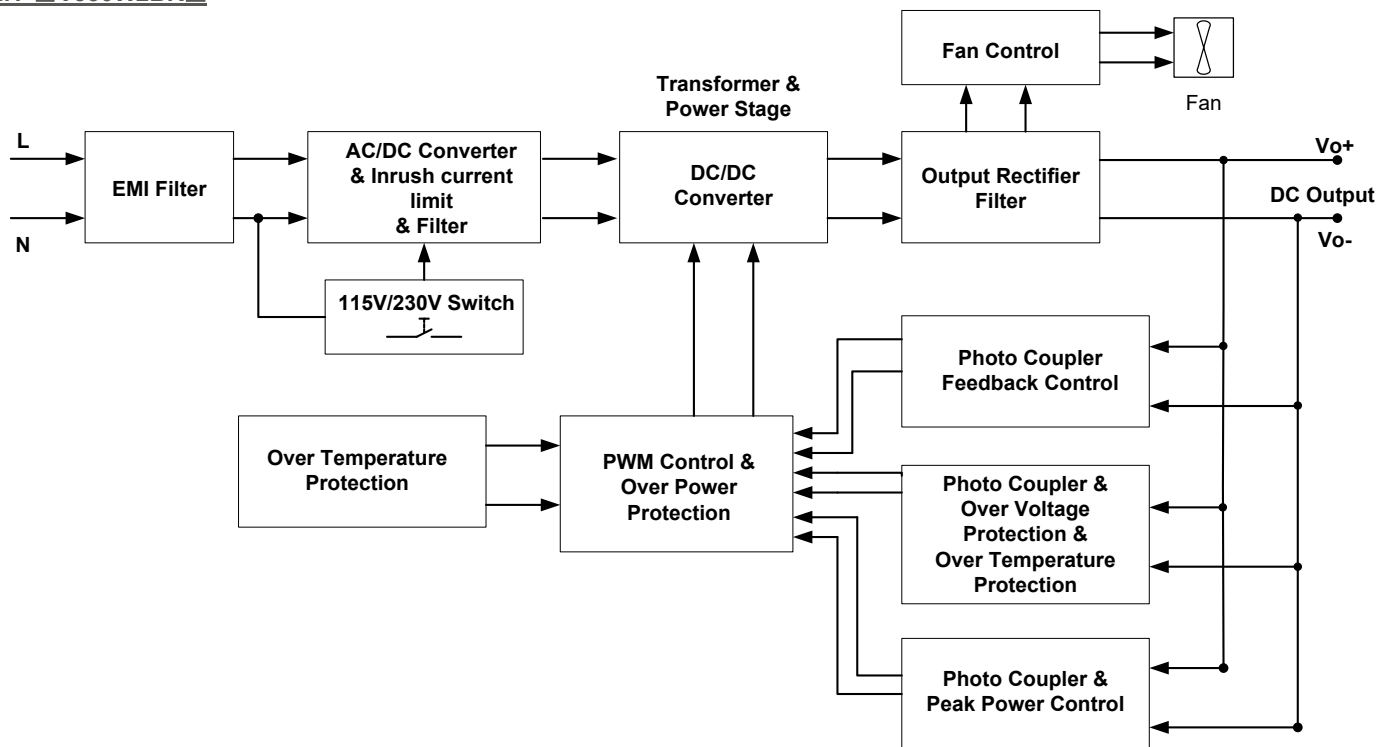 Fan Control
Fan
Transformer &
Power Stage
L
N
EMI Filter
AC/DC Converter
& Inrush current
limit
& Filter
DC/DC
Converter
Output Rectifier
Filter
Vo+
DC Output
Vo-
115V/230V Switch
Photo Coupler
Feedback Control
Over Temperature
Protection
PWM Control &
Over Power
Protection
Photo Coupler &
Over Voltage
Protection &
Over Temperature
Protection
Photo Coupler &
Peak Power Control